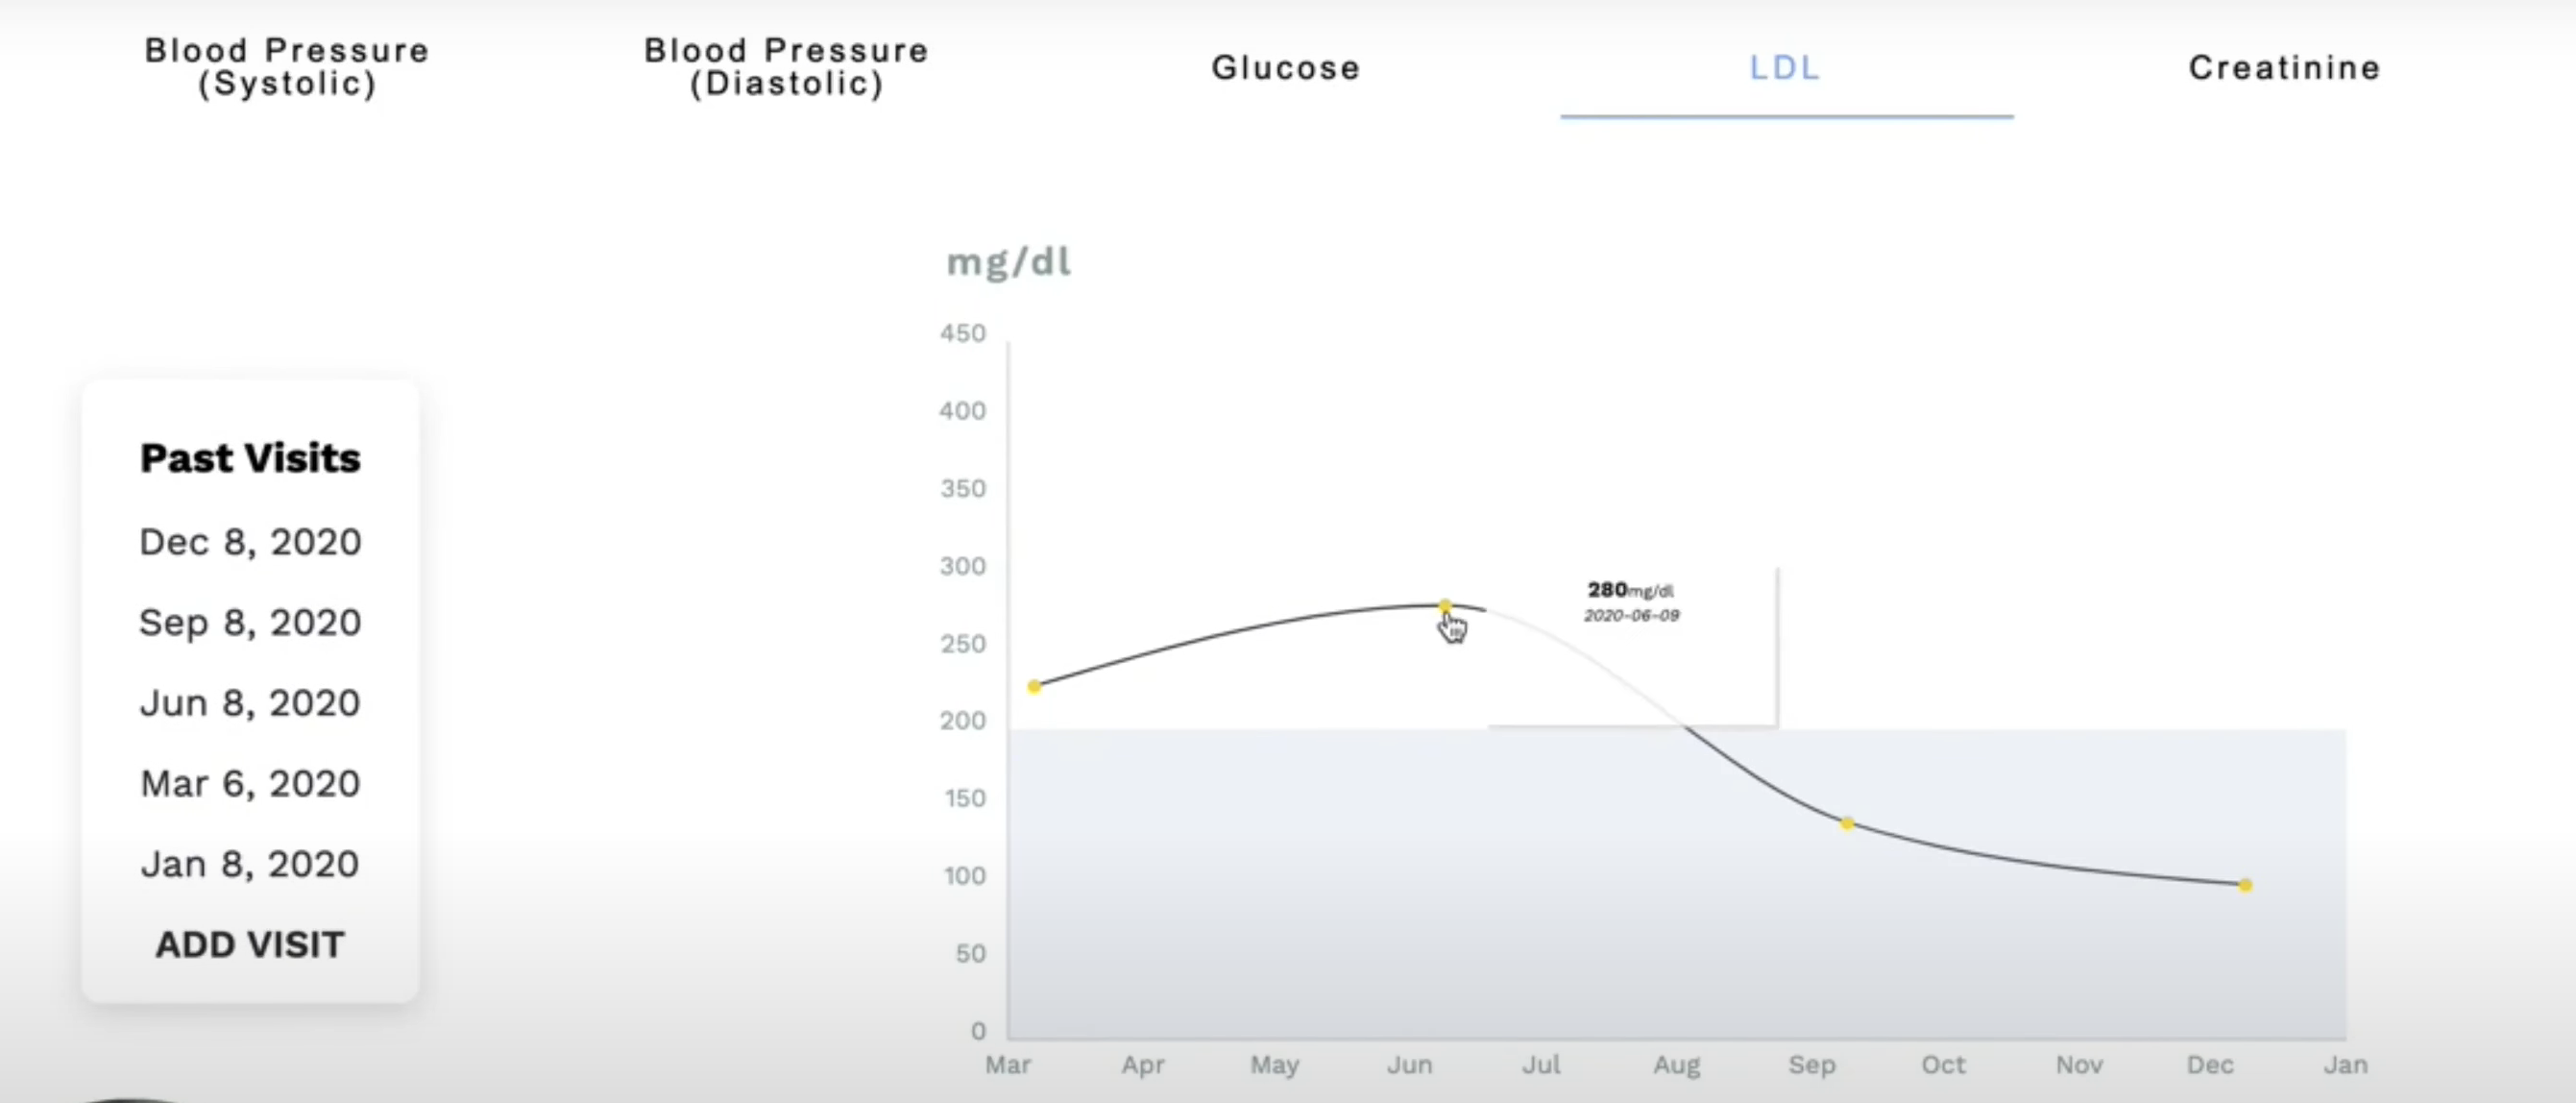 Blood Pressure
(Systolic)
Blood Pressure
(Diastolic)
Glucose
LDL
Creatinine
Past Visits
Dec 8, 2020
Sep 8, 2020
Jun 8, 2020
Mar 6, 2020
Jan 8, 2020
ADD VISIT
mg/dl
450
400
350
300
250
200
150
100
50
0
280mg/dl
2020-06-09
Mar Apr May Jun Jul Aug Sep Oct Nov Dec Jan